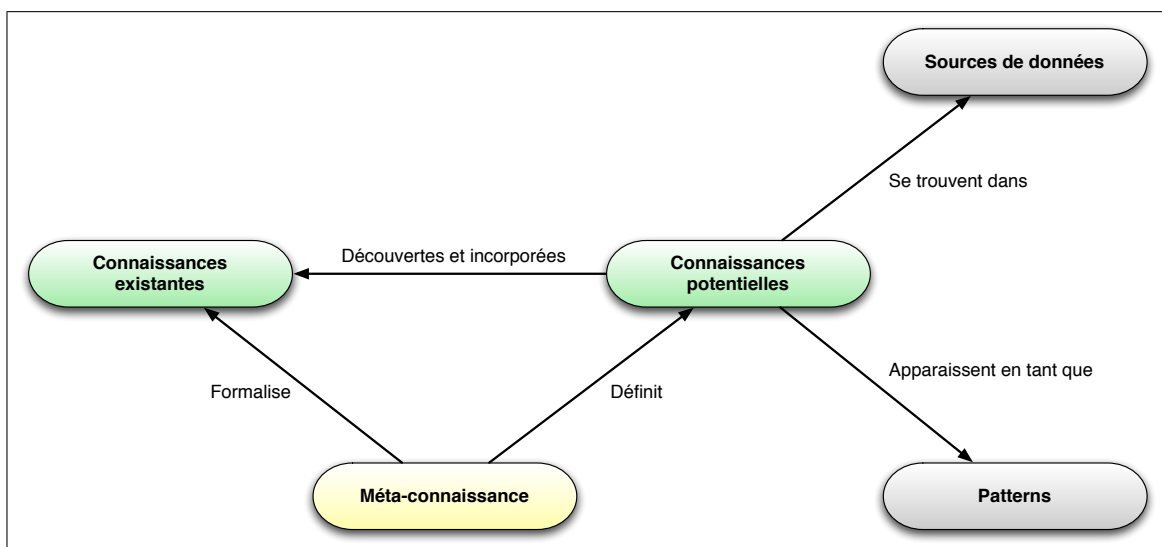 Sources de données
Se trouvent dans
Découvertes et incorporées
Connaissances
existantes
Connaissances
potentielles
Apparaissent en tant que
Formalise
Définit
Méta-connaissance
Patterns